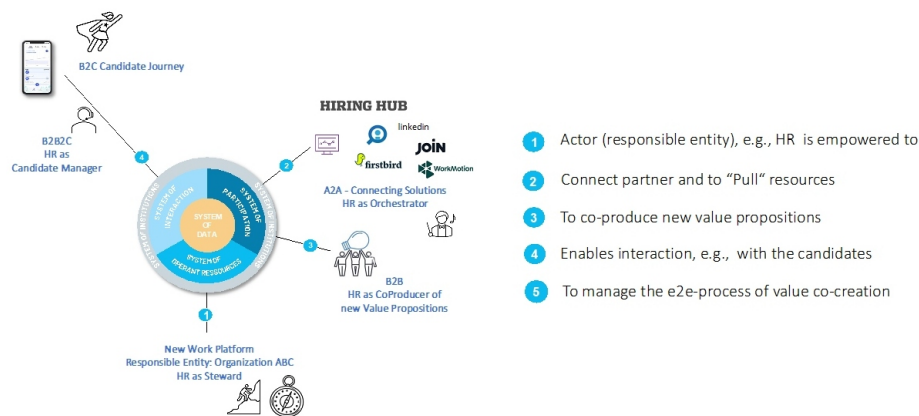 B2C Candidate Journey
B2B2C
HR as
Candidate Manager
4
HIRING HUB
linkedin
JOIN
firstbird
WorkMotion
2
A2A - Connecting Solutions
HR as Orchestrator
SYSTEM OF INSTITUTIONS
SYSTEM OF INSTITUTIONS
SYSTEM OF
INTERACTION
SYSTEM OF
PARTICIPATION
SYSTEM
OF
DATA
SYSTEM OF
OPERANT RESSOURCES
3
B2B
HR as CoProducer of
new Value Propositions
1
New Work Platform
Responsible Entity: Organization ABC
HR as Steward
1 Actor (responsible entity), e.g., HR is empowered to
2 Connect partner and to “Pull“ resources
3 To co-produce new value propositions
4 Enables interaction, e.g., with the candidates
5 To manage the e2e-process of value co-creation